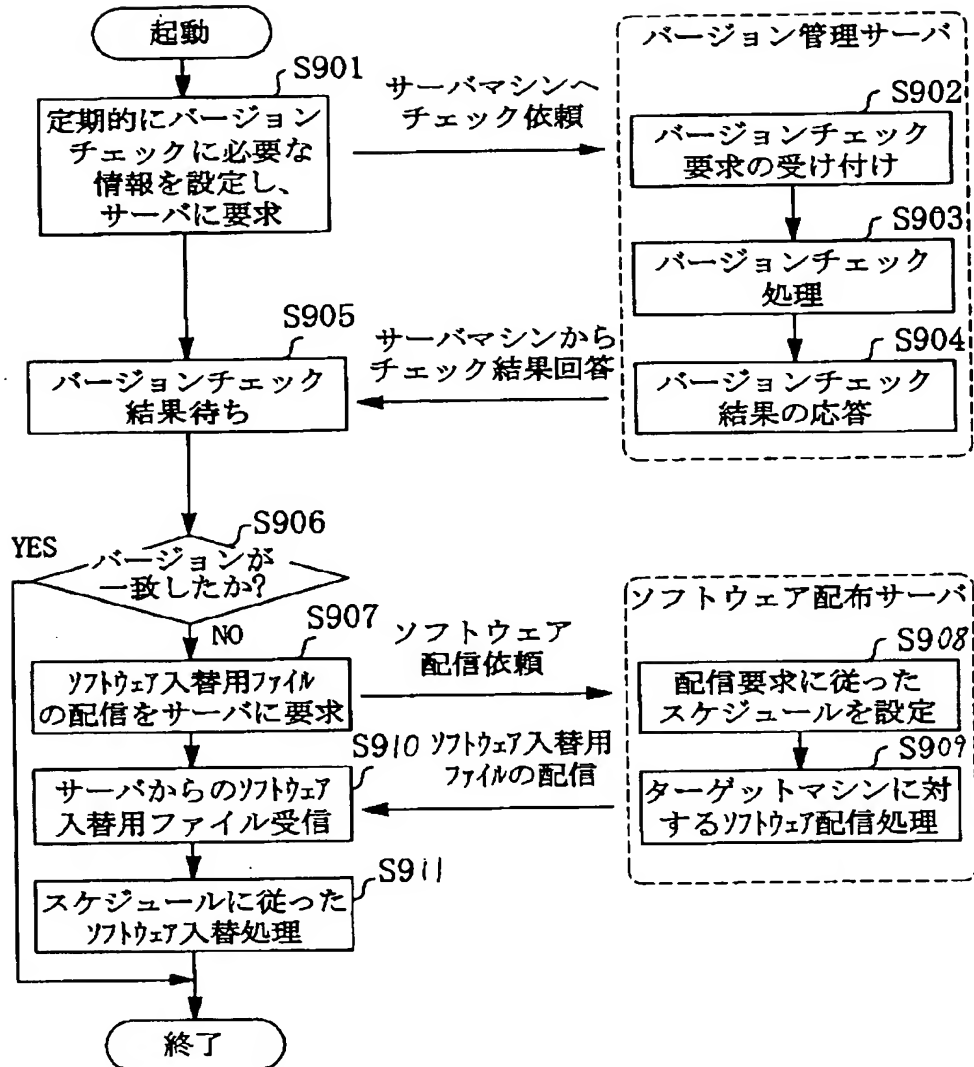 起動
S901
定期的にバージョン
チェックに必要な
情報を設定し、
サーバに要求
サーバマシンへ
チェック依頼
バージョン管理サーバ
S902
バージョンチェック
要求の受け付け
S903
バージョンチェック
処理
S904
バージョンチェック
結果の応答
サーバマシンから
チェック結果回答
S905
バージョンチェック
結果待ち
S906
バージョンが
一致したか?
YES
NO
S907
ソフトウェア入替用ファイル
の配信をサーバに要求
ソフトウェア
配信依頼
ソフトウェア配布サーバ
S908
配信要求に従った
スケジュールを設定
S909
ターゲットマシンに対
するソフトウェア配信処理
ソフトウェア入替用
ファイルの配信
S910
サーバからのソフトウェア
入替用ファイル受信
S911
スケジュールに従った
ソフトウェア入替処理
終了